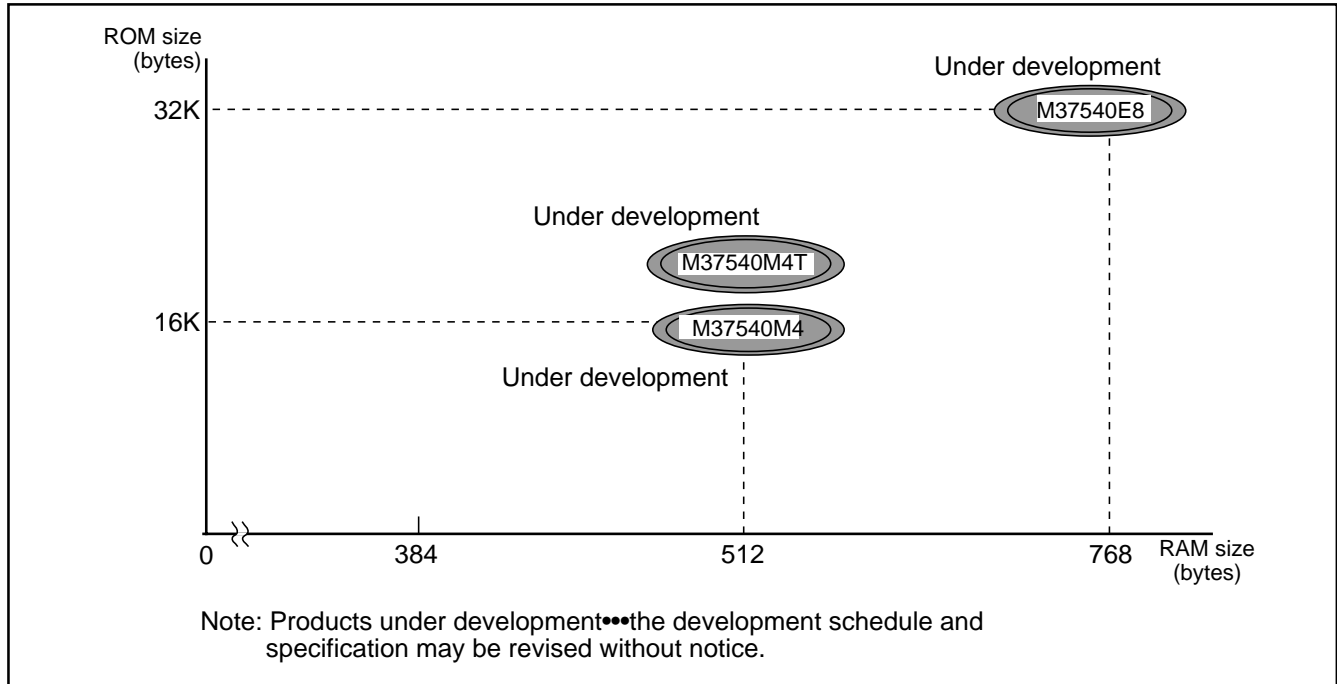 ROM size
(bytes)
Under development
32K
M37540E8
Under development
M37540M4T
16K
M37540M4
Under development
0
384
512
768
RAM size
(bytes)
Note: Products under development•••the development schedule and
specification may be revised without notice.